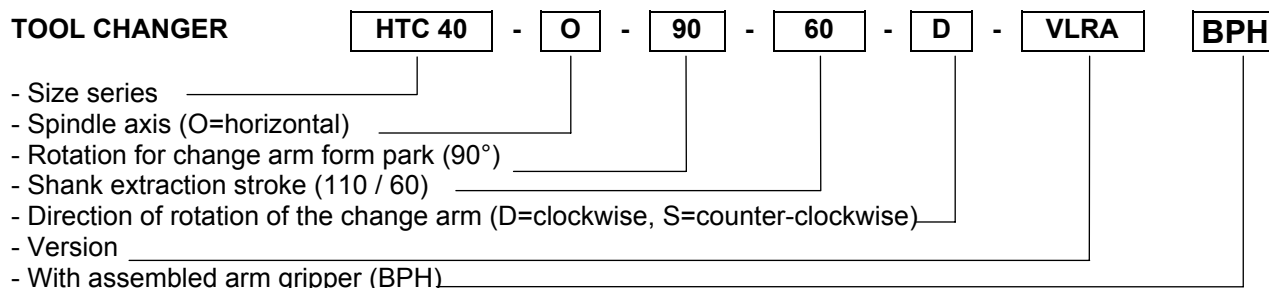 TOOL CHANGER HTC 40 - O - 90 - 60 - D - VLRA BPH
- Size series
- Spindle axis (O=horizontal)
- Rotation for change arm form park (90°)
- Shank extraction stroke (110 / 60)
- Direction of rotation of the change arm (D=clockwise, S=counter-clockwise)
- Version
- With assembled arm gripper (BPH)